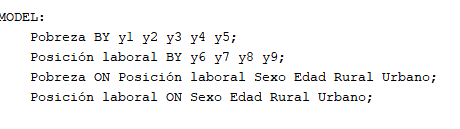 MODEL:
Pobreza BY y1 y2 y3 y4 y5;
Posición laboral BY y6 y7 y8 y9;
Pobreza ON Posición laboral Sexo Edad Rural Urbano;
Posición laboral ON Sexo Edad Rural Urbano;